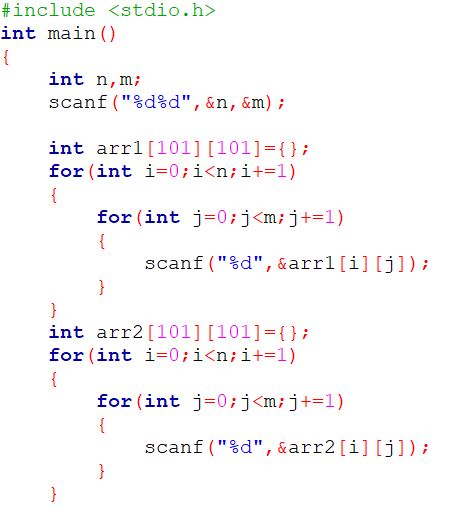 #include <stdio.h>
int main()
{
    int n,m;
    scanf("%d%d",&n,&m);

    int arr1[101][101]={};
    for(int i=0;i<n;i+=1)
    {
        for(int j=0;j<m;j+=1)
        {
            scanf("%d",&arr1[i][j]);
        }
    }
    int arr2[101][101]={};
    for(int i=0;i<n;i+=1)
    {
        for(int j=0;j<m;j+=1)
        {
            scanf("%d",&arr2[i][j]);
        }
    }